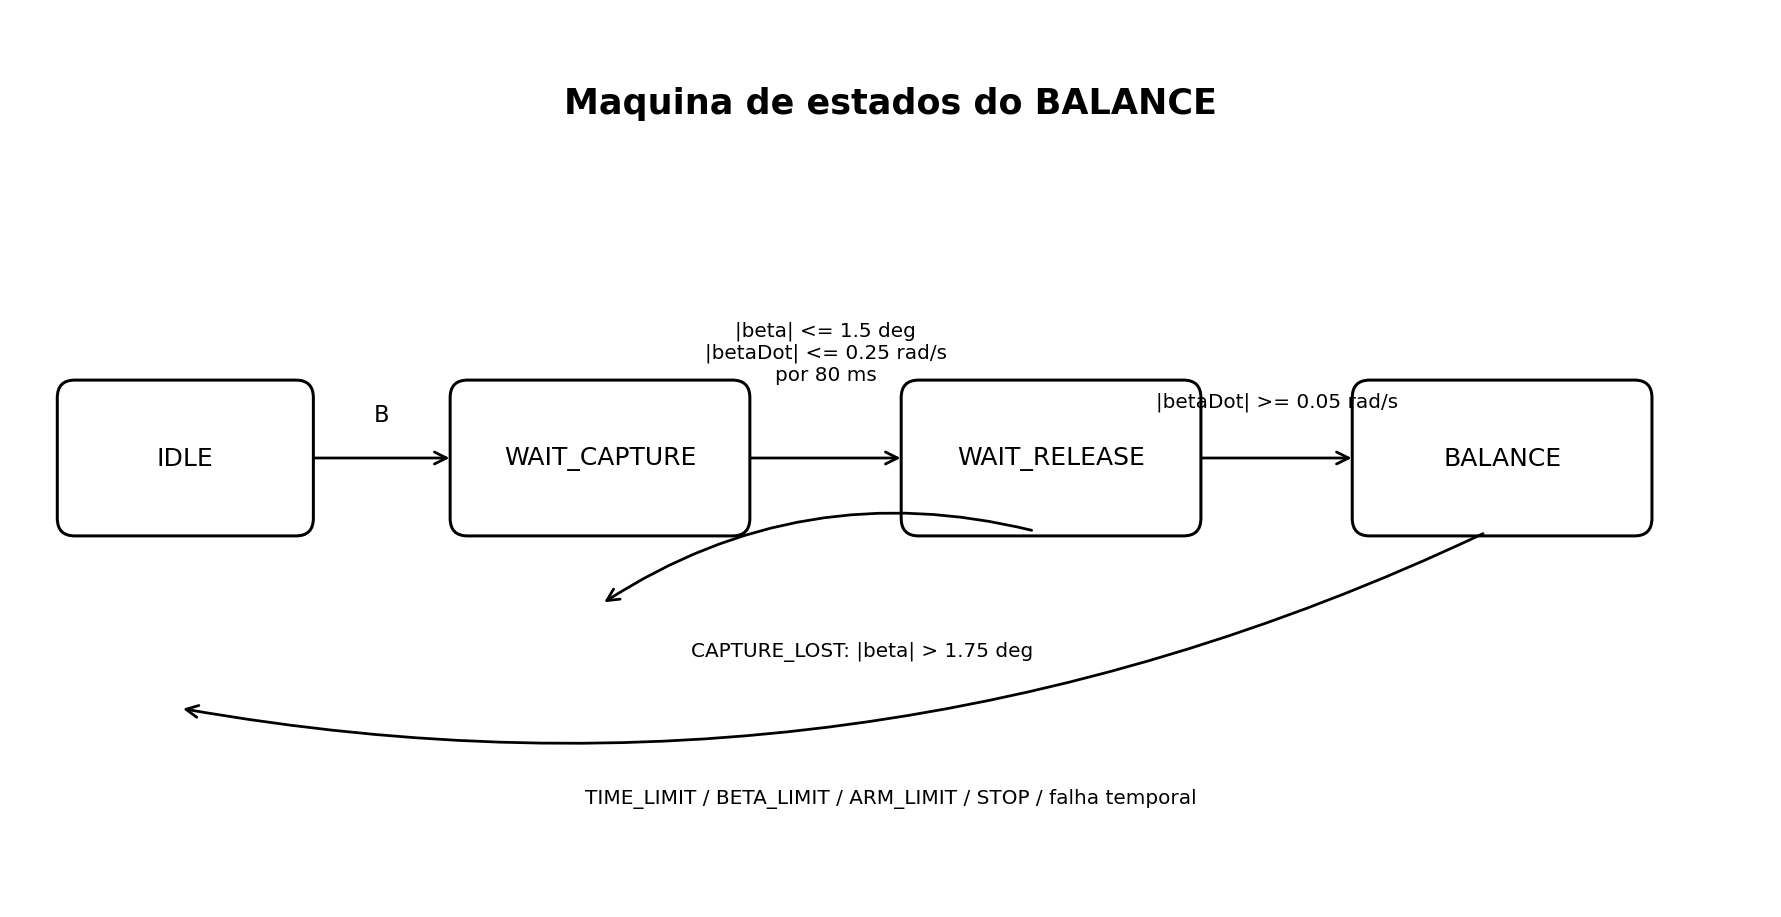 Maquina de estados do BALANCE
|beta| <= 1.5 deg
|betaDot| <= 0.25 rad/s
por 80 ms
|betaDot| >= 0.05 rad/s
B
IDLE
WAIT_CAPTURE
WAIT_RELEASE
BALANCE
CAPTURE_LOST: |beta| > 1.75 deg
TIME_LIMIT / BETA_LIMIT / ARM_LIMIT / STOP / falha temporal